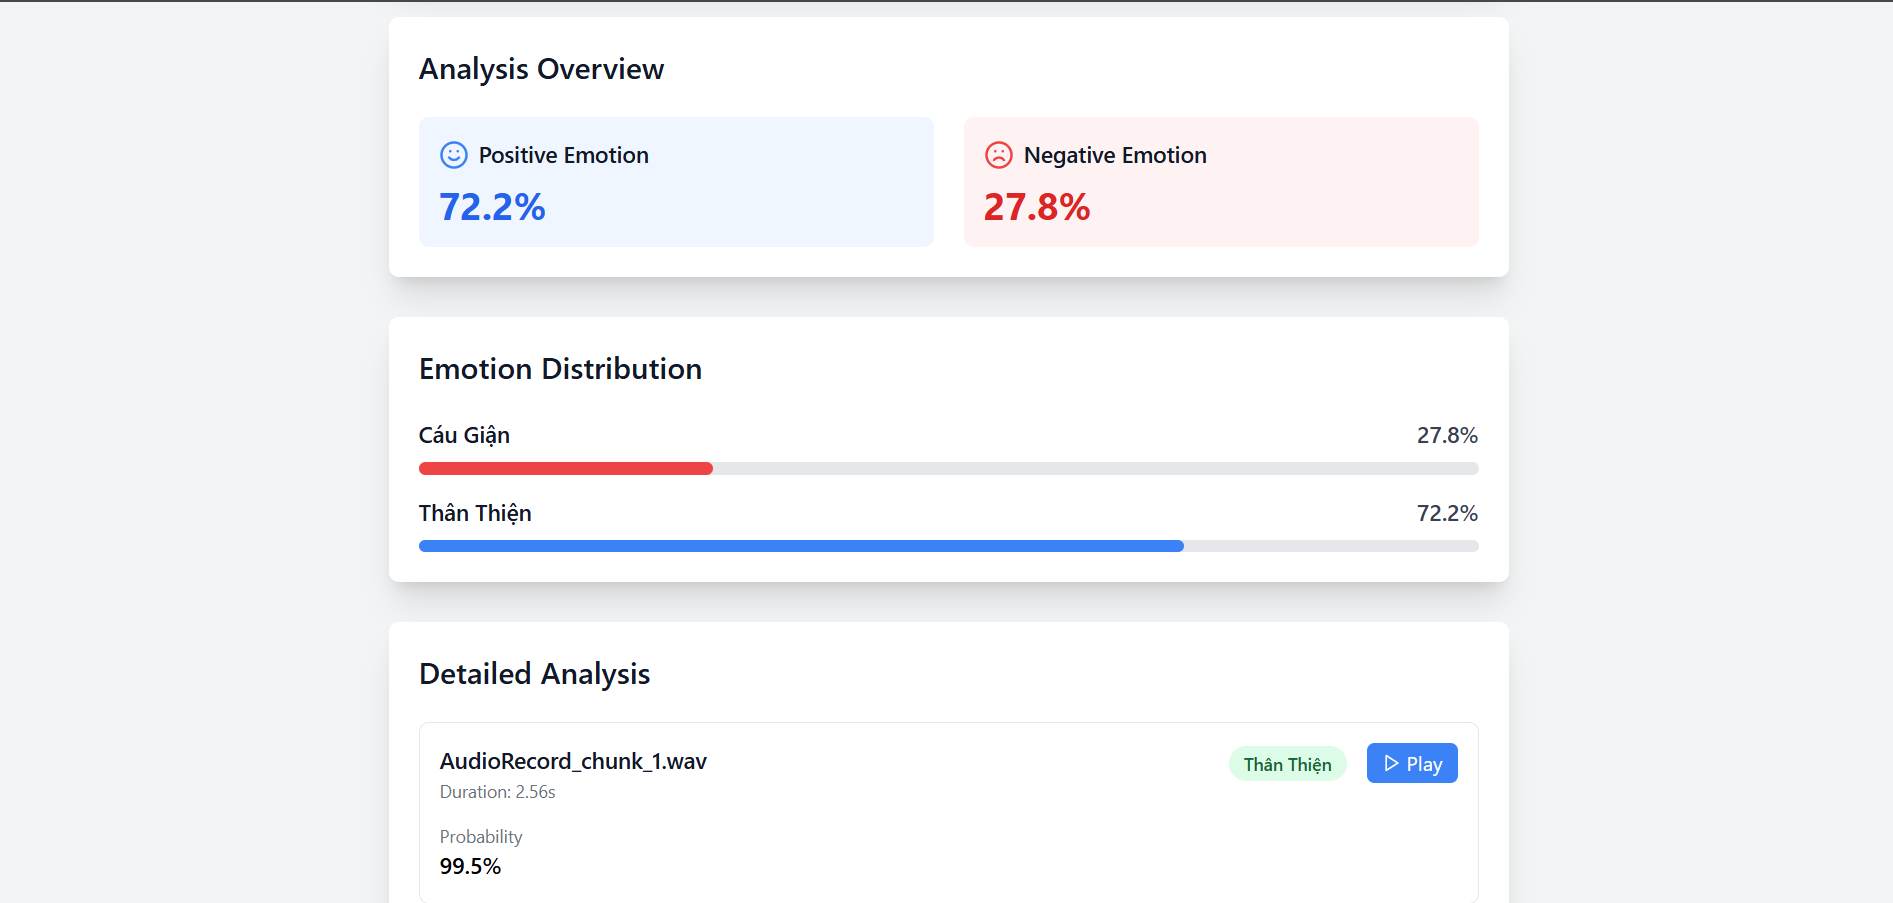 Analysis Overview
Positive Emotion
72.2%
Negative Emotion
27.8%
Emotion Distribution
Cáu Giận 27.8%
Thân Thiện 72.2%
Detailed Analysis
AudioRecord_chunk_1.wav
Duration: 2.56s
Thân Thiện
Play
Probability
99.5%